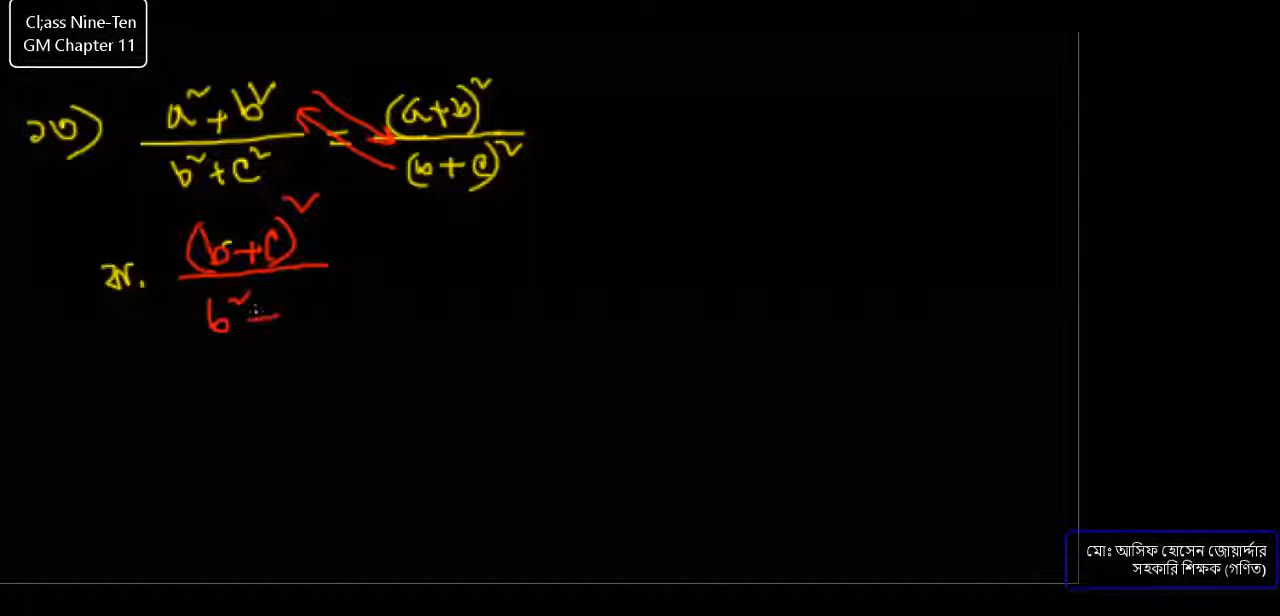 Cl;ass Nine-Ten
GM Chapter 11
১৩) (a² + b²)/(b² + c²) = (a+b)²/(b+c)²
বা. (b+c)²/b² –
মোঃ আসিফ হোসেন জোয়ার্দ্দার
সহকারি শিক্ষক (গণিত)